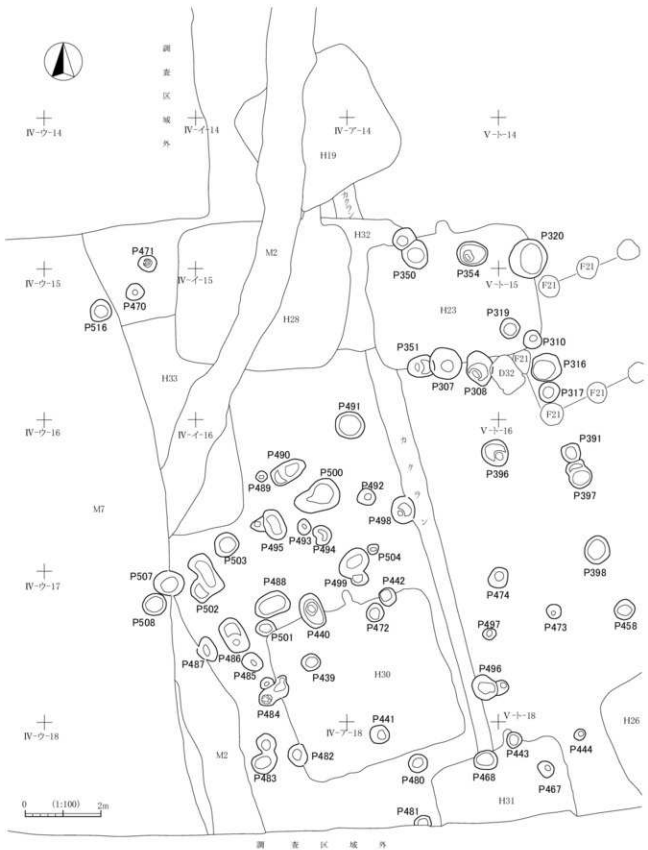 調査区域外
Ⅳ-ウ-14
Ⅳ-イ-14
Ⅳ-ア-14
Ⅴ-ト-14
H19
カクラン
H32
P471
P350
P354
P320
M2
F21
F21
Ⅳ-ウ-15
Ⅳ-イ-15
Ⅴ-ト-15
P470
P516
H28
H23
P319
P310
P351
P307
P308
F21
D32
P316
P317
F21
F21
H33
Ⅳ-ウ-16
Ⅳ-イ-16
P491
Ⅴ-ト-16
カクラン
P396
P391
P397
P490
P489
P500
P492
P498
M7
P495
P493
P494
P503
P504
P499
P398
Ⅳ-ウ-17
P507
P508
P502
P488
P442
P474
P501
P440
P472
P473
P458
P497
P487
P486
P485
P439
H30
P496
P484
Ⅳ-ウ-18
Ⅳ-ア-18
P441
Ⅴ-ト-18
H26
M2
P483
P482
P480
P468
P443
P444
P467
H31
P481
0 (1:100) 2m
調査区域外